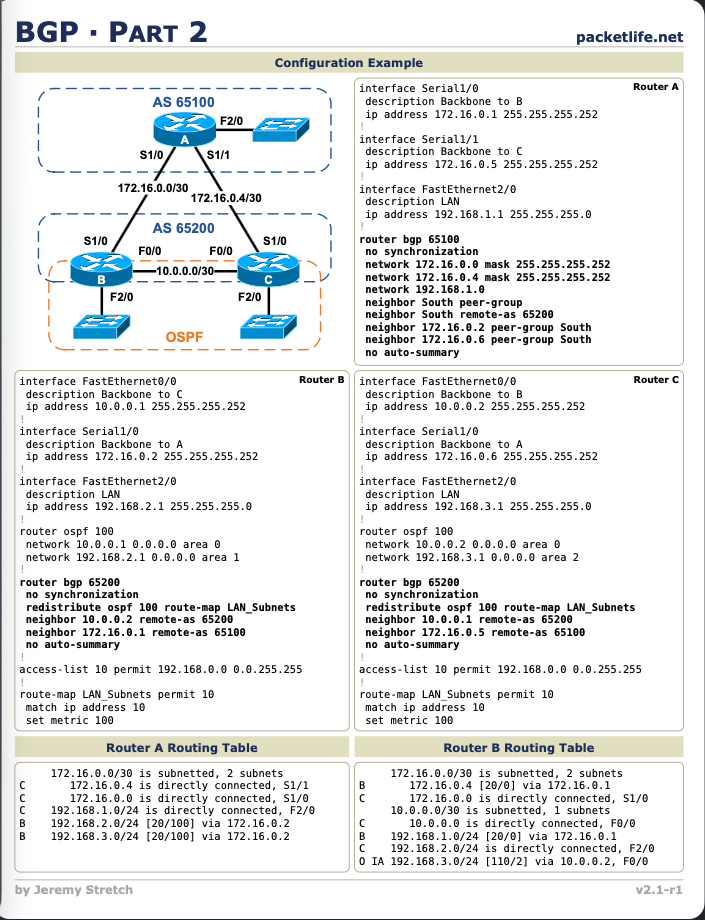 BGP · PART 2
packetlife.net
Configuration Example
AS 65100
F2/0
A
S1/0
S1/1
172.16.0.0/30
172.16.0.4/30
AS 65200
S1/0
F0/0
F0/0
S1/0
B
10.0.0.0/30
C
F2/0
F2/0
OSPF
Router A
interface Serial1/0
description Backbone to B
ip address 172.16.0.1 255.255.255.252
!
interface Serial1/1
description Backbone to C
ip address 172.16.0.5 255.255.255.252
!
interface FastEthernet2/0
description LAN
ip address 192.168.1.1 255.255.255.0
!
router bgp 65100
no synchronization
network 172.16.0.0 mask 255.255.255.252
network 172.16.0.4 mask 255.255.255.252
network 192.168.1.0
neighbor South peer-group
neighbor South remote-as 65200
neighbor 172.16.0.2 peer-group South
neighbor 172.16.0.6 peer-group South
no auto-summary
Router B
interface FastEthernet0/0
description Backbone to C
ip address 10.0.0.1 255.255.255.252
!
interface Serial1/0
description Backbone to A
ip address 172.16.0.2 255.255.255.252
!
interface FastEthernet2/0
description LAN
ip address 192.168.2.1 255.255.255.0
!
router ospf 100
network 10.0.0.1 0.0.0.0 area 0
network 192.168.2.1 0.0.0.0 area 1
!
router bgp 65200
no synchronization
redistribute ospf 100 route-map LAN_Subnets
neighbor 10.0.0.2 remote-as 65200
neighbor 172.16.0.1 remote-as 65100
no auto-summary
!
access-list 10 permit 192.168.0.0 0.0.255.255
!
route-map LAN_Subnets permit 10
match ip address 10
set metric 100
Router C
interface FastEthernet0/0
description Backbone to B
ip address 10.0.0.2 255.255.255.252
!
interface Serial1/0
description Backbone to A
ip address 172.16.0.6 255.255.255.252
!
interface FastEthernet2/0
description LAN
ip address 192.168.3.1 255.255.255.0
!
router ospf 100
network 10.0.0.2 0.0.0.0 area 0
network 192.168.3.1 0.0.0.0 area 2
!
router bgp 65200
no synchronization
redistribute ospf 100 route-map LAN_Subnets
neighbor 10.0.0.1 remote-as 65200
neighbor 172.16.0.5 remote-as 65100
no auto-summary
!
access-list 10 permit 192.168.0.0 0.0.255.255
!
route-map LAN_Subnets permit 10
match ip address 10
set metric 100
Router A Routing Table
172.16.0.0/30 is subnetted, 2 subnets
C 172.16.0.4 is directly connected, S1/1
C 172.16.0.0 is directly connected, S1/0
C 192.168.1.0/24 is directly connected, F2/0
B 192.168.2.0/24 [20/100] via 172.16.0.2
B 192.168.3.0/24 [20/100] via 172.16.0.2
Router B Routing Table
172.16.0.0/30 is subnetted, 2 subnets
B 172.16.0.4 [20/0] via 172.16.0.1
C 172.16.0.0 is directly connected, S1/0
10.0.0.0/30 is subnetted, 1 subnets
C 10.0.0.0 is directly connected, F0/0
B 192.168.1.0/24 [20/0] via 172.16.0.1
C 192.168.2.0/24 is directly connected, F2/0
O IA 192.168.3.0/24 [110/2] via 10.0.0.2, F0/0
by Jeremy Stretch
v2.1-r1